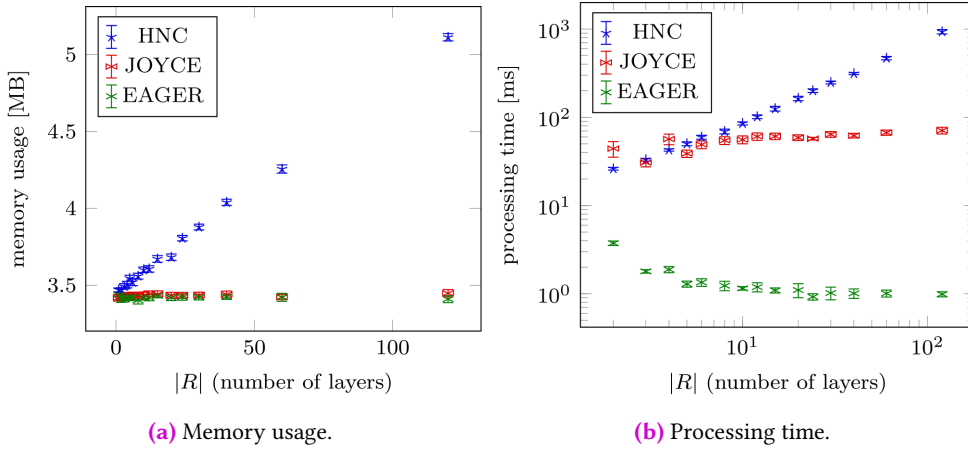 HNC
JOYCE
EAGER
5
4.5
4
3.5
0
50
100
memory usage [MB]
|R| (number of layers)
(a) Memory usage.
HNC
JOYCE
EAGER
10³
10²
10¹
10⁰
10¹
10²
processing time [ms]
|R| (number of layers)
(b) Processing time.